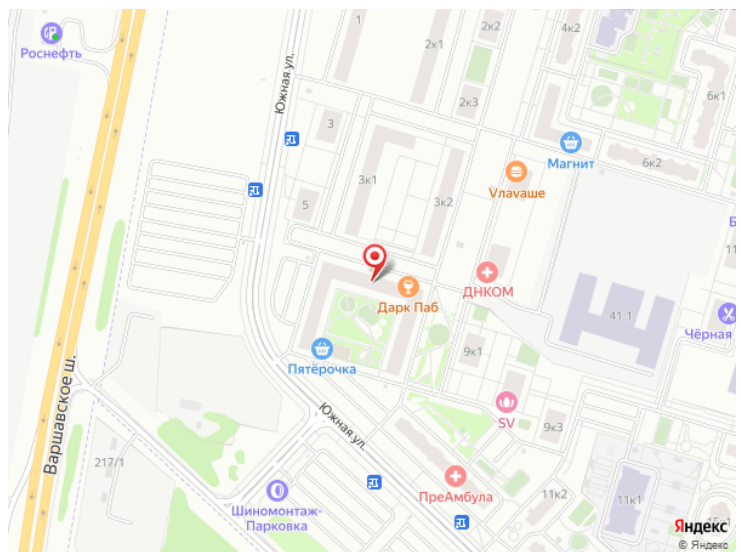 1
Роснефть
2к1
4к2
6к1
2к3
3
Южная ул.
Магнит
6к2
3к1
3к2
Vлаvаше
5
ДНКОМ
Дарк Паб
41.1
Чёрная
9к1
Пятёрочка
Варшавское ш.
Южная ул.
SV
9к3
217/1
ПреАмбула
11к2
11к1
Шиномонтаж-
Парковка
Яндекс
© Яндекс